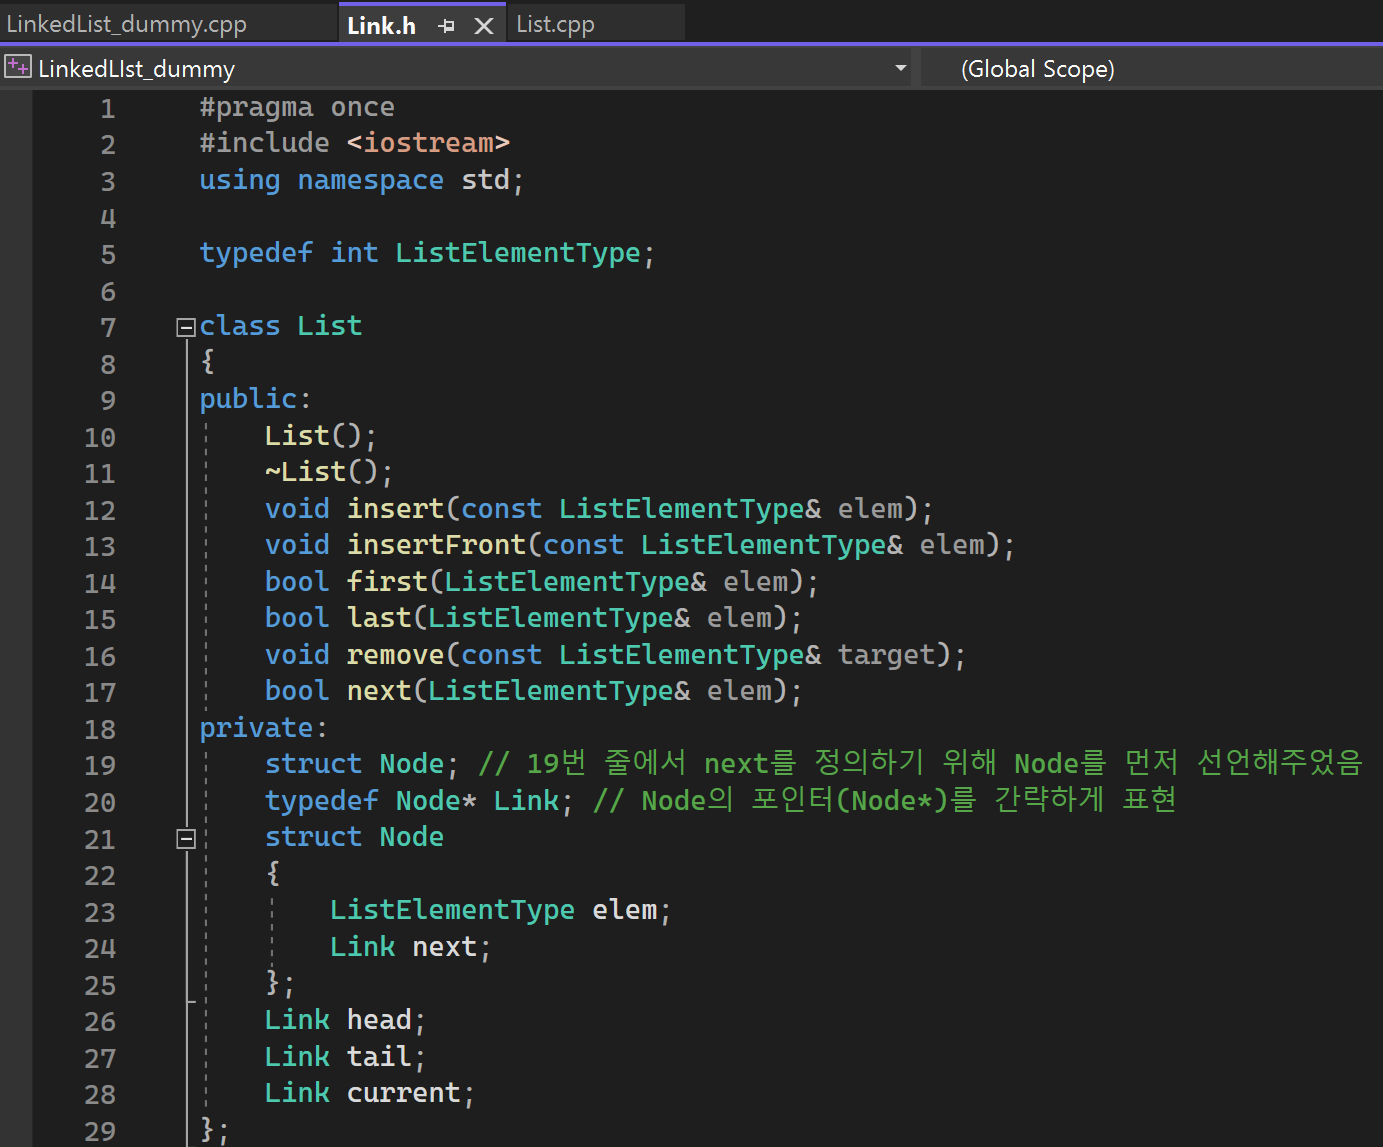 LinkedList_dummy.cpp Link.h List.cpp
LinkedLIst_dummy (Global Scope)
1 #pragma once
2 #include <iostream>
3 using namespace std;
4
5 typedef int ListElementType;
6
7 class List
8 {
9 public:
10 List();
11 ~List();
12 void insert(const ListElementType& elem);
13 void insertFront(const ListElementType& elem);
14 bool first(ListElementType& elem);
15 bool last(ListElementType& elem);
16 void remove(const ListElementType& target);
17 bool next(ListElementType& elem);
18 private:
19 struct Node; // 19번 줄에서 next를 정의하기 위해 Node를 먼저 선언해주었음
20 typedef Node* Link; // Node의 포인터(Node*)를 간략하게 표현
21 struct Node
22 {
23 ListElementType elem;
24 Link next;
25 };
26 Link head;
27 Link tail;
28 Link current;
29 };